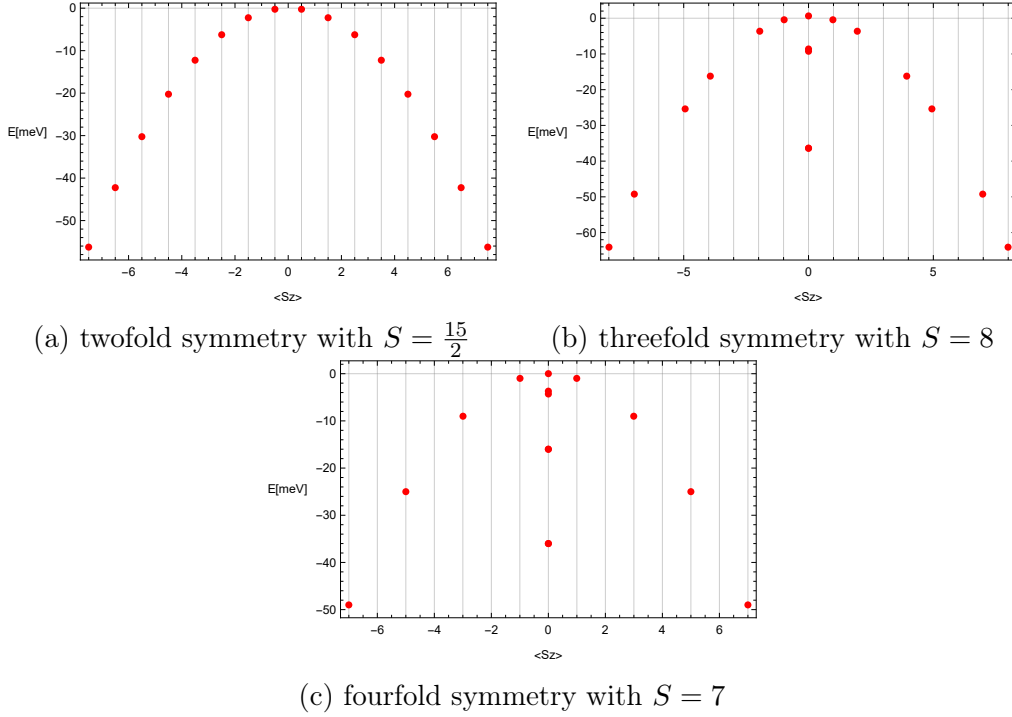 0
−10
−20
E[meV]
−30
−40
−50
−6 −4 −2 0 2 4 6
<Sz>
(a) twofold symmetry with S = 15/2
0
−10
−20
E[meV]
−30
−40
−50
−60
−5 0 5
<Sz>
(b) threefold symmetry with S = 8
0
−10
−20
E[meV]
−30
−40
−50
−6 −4 −2 0 2 4 6
<Sz>
(c) fourfold symmetry with S = 7